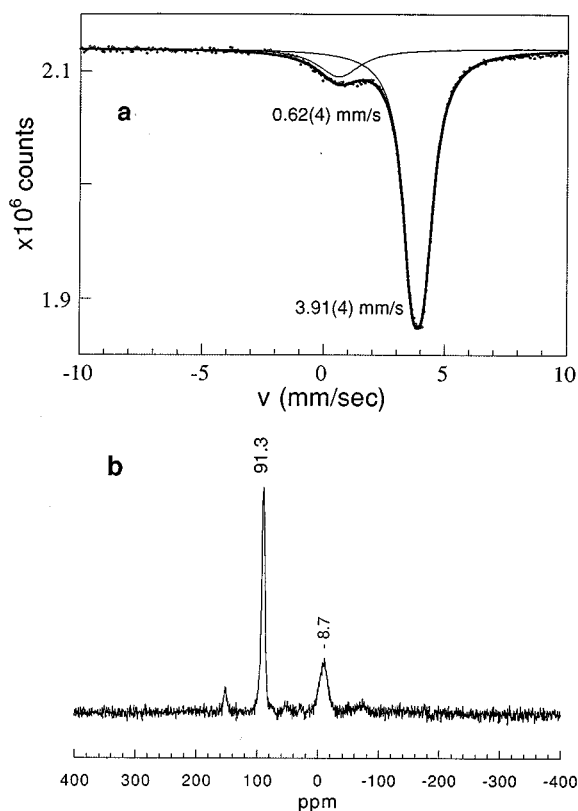 2.1
a
0.62(4) mm/s
x10⁶ counts
1.9
3.91(4) mm/s
-10 -5 0 5 10
v (mm/sec)
b
91.3
- 8.7
400 300 200 100 0 -100 -200 -300 -400
ppm